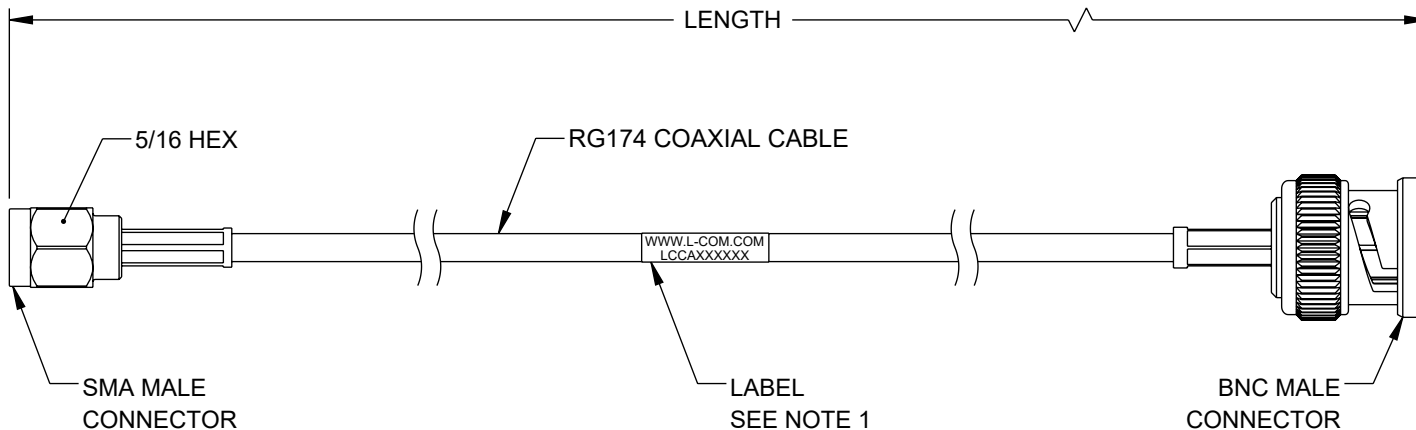 LENGTH
5/16 HEX
RG174 COAXIAL CABLE
WWW.L-COM.COM
LCCAXXXXXX
SMA MALE
CONNECTOR
LABEL
SEE NOTE 1
BNC MALE
CONNECTOR